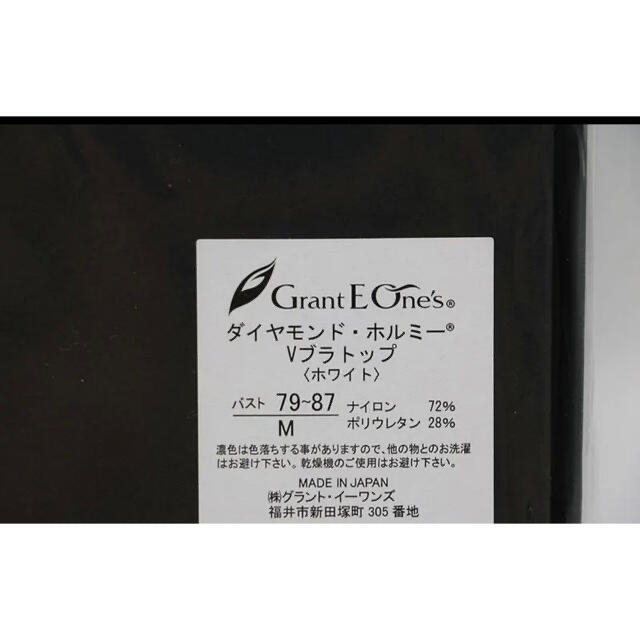 Grant E One's®
ダイヤモンド・ホルミー®
Vブラトップ
〈ホワイト〉
バスト 79~87 ナイロン 72%
M ポリウレタン 28%
濃色は色落ちする事がありますので、他の物とのお洗濯
はお避け下さい。乾燥機のご使用はお避け下さい。
MADE IN JAPAN
㈱グラント・イーワンズ
福井市新田塚町 305 番地